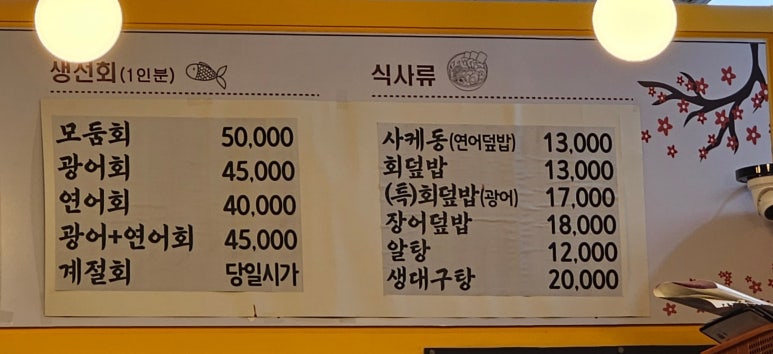 생선회(1인분)
모둠회 50,000
광어회 45,000
연어회 40,000
광어+연어회 45,000
계절회 당일시가
식사류
사케동(연어덮밥) 13,000
회덮밥 13,000
(특)회덮밥(광어) 17,000
장어덮밥 18,000
알탕 12,000
생대구탕 20,000